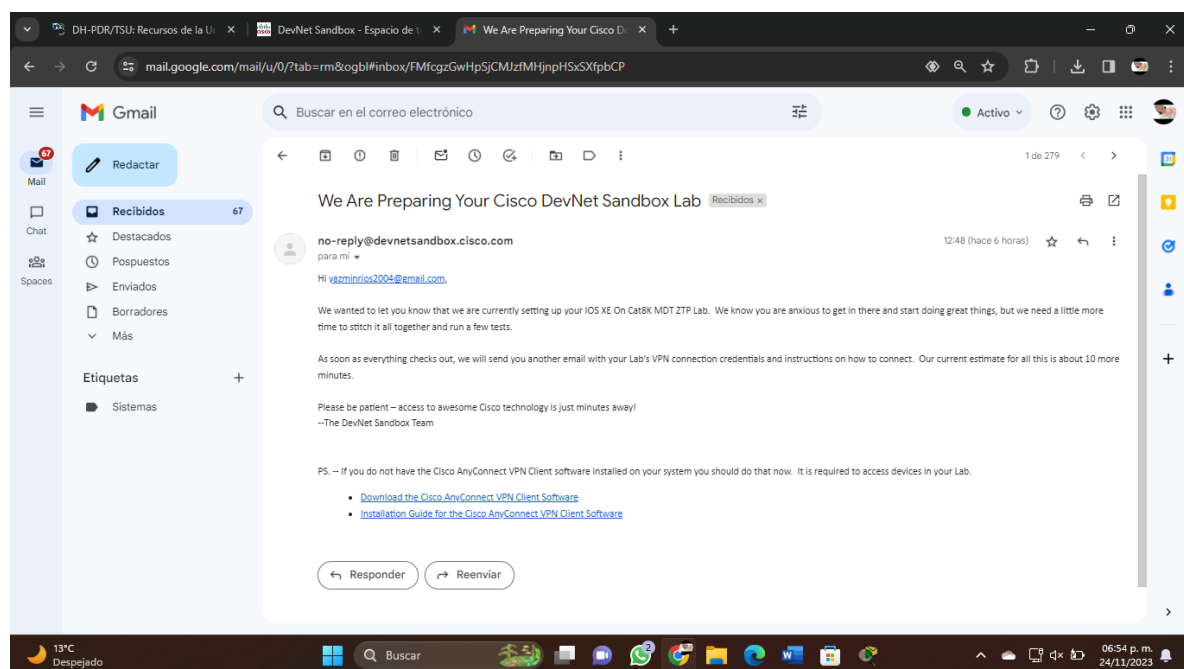 DH-PDR/TSU: Recursos de la U
DevNet Sandbox - Espacio de t
We Are Preparing Your Cisco De
mail.google.com/mail/u/0/?tab=rm&ogbl#inbox/FMfcgzGwHpSjCMJzfMHjnpHSxSXfpbCP
Gmail
Buscar en el correo electrónico
Activo
67
Mail
Chat
Spaces
Redactar
Recibidos 67
Destacados
Pospuestos
Enviados
Borradores
Más
Etiquetas
Sistemas
1 de 279
We Are Preparing Your Cisco DevNet Sandbox Lab Recibidos ×
no-reply@devnetsandbox.cisco.com 12:48 (hace 6 horas)
para mí
Hi yazminrios2004@gmail.com,
We wanted to let you know that we are currently setting up your IOS XE On Cat8K MDT ZTP Lab. We know you are anxious to get in there and start doing great things, but we need a little more
time to stitch it all together and run a few tests.
As soon as everything checks out, we will send you another email with your Lab's VPN connection credentials and instructions on how to connect. Our current estimate for all this is about 10 more
minutes.
Please be patient – access to awesome Cisco technology is just minutes away!
--The DevNet Sandbox Team
PS. -- If you do not have the Cisco AnyConnect VPN Client software installed on your system you should do that now. It is required to access devices in your Lab.
Download the Cisco AnyConnect VPN Client Software
Installation Guide for the Cisco AnyConnect VPN Client Software
Responder
Reenviar
13°C
Despejado
Buscar
2
06:54 p. m.
24/11/2023